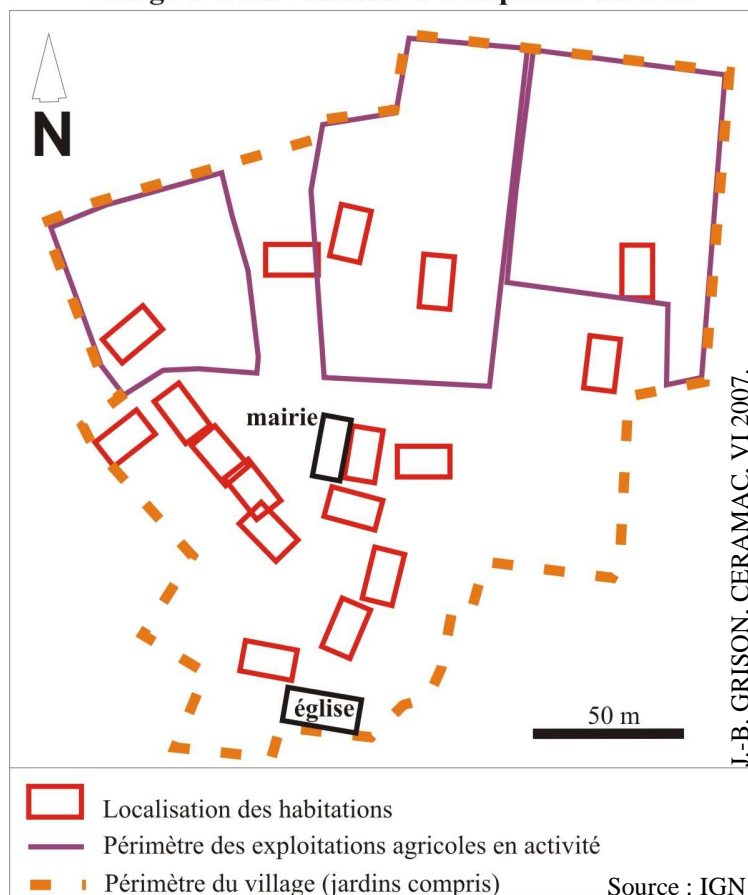 N
mairie
église
50 m
J.-B. GRISON, CERAMAC, VI 2007.
Localisation des habitations
Périmètre des exploitations agricoles en activité
Périmètre du village (jardins compris)
Source : IGN